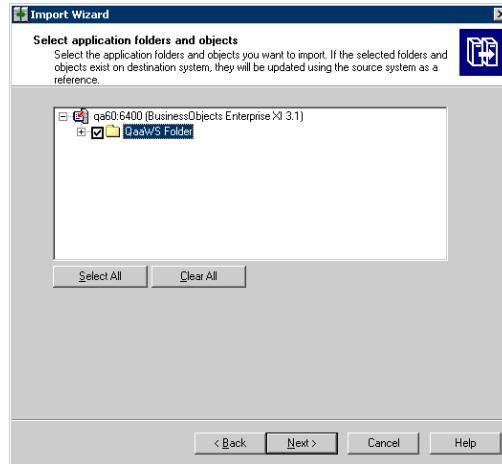 Import Wizard
Select application folders and objects
Select the application folders and objects you want to import. If the selected folders and
objects exist on destination system, they will be updated using the source system as a
reference.
qa60:6400 (BusinessObjects Enterprise XI 3.1)
QaaWS Folder
Select All Clear All
< Back Next > Cancel Help